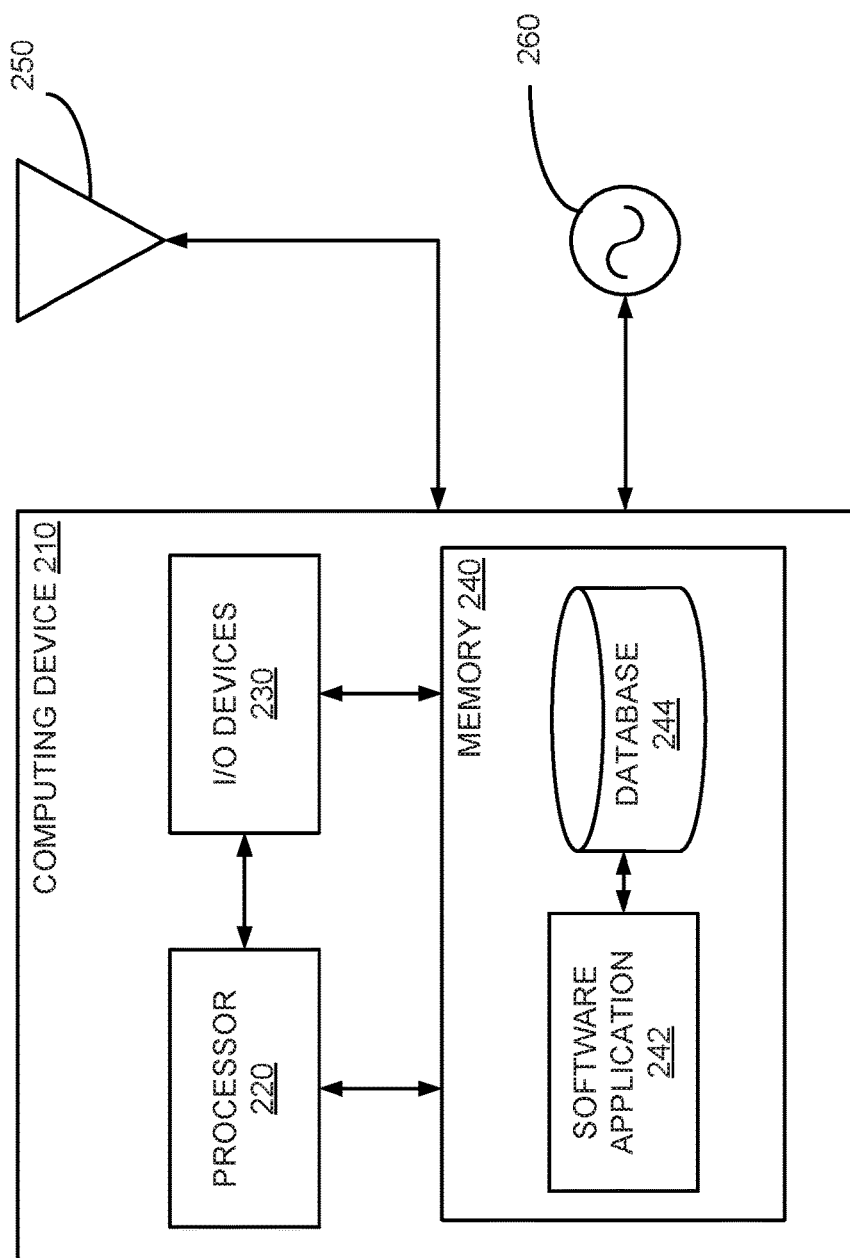 COMPUTING DEVICE 210
PROCESSOR
220
I/O DEVICES
230
MEMORY 240
SOFTWARE
APPLICATION
242
DATABASE
244
250
260